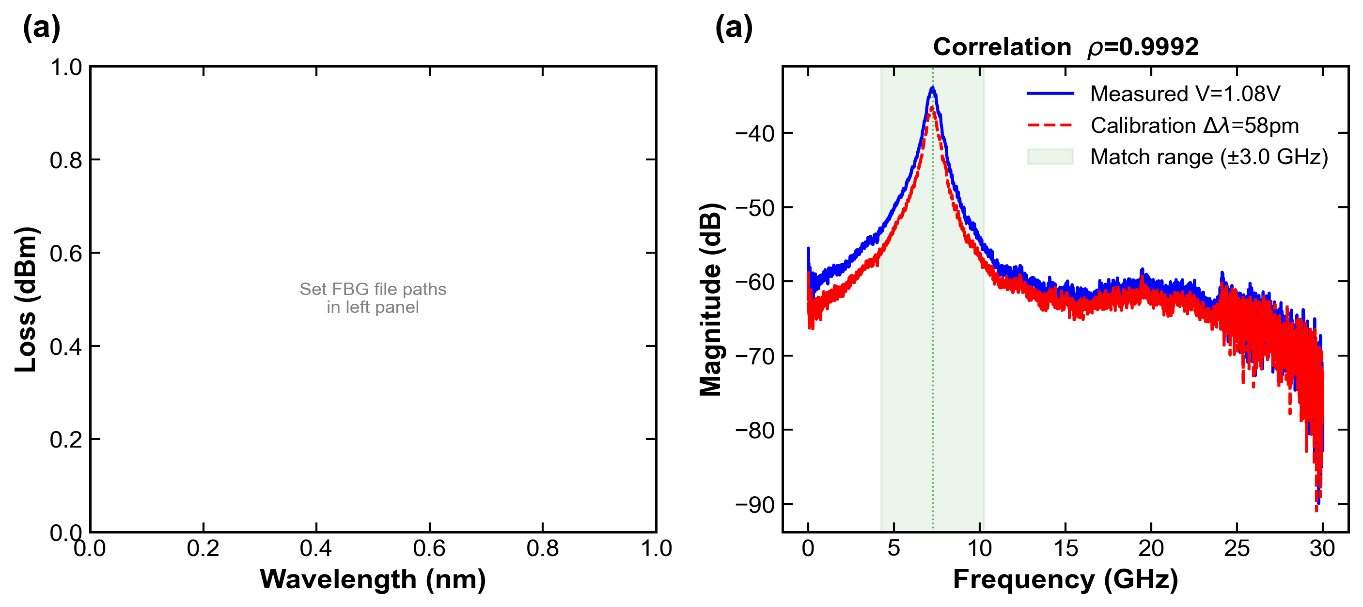 (a)
1.0
0.8
0.6
0.4
0.2
0.0
Loss (dBm)
Set FBG file paths
in left panel
0.0 0.2 0.4 0.6 0.8 1.0
Wavelength (nm)
(a)
Correlation ρ=0.9992
Measured V=1.08V
Calibration Δλ=58pm
Match range (±3.0 GHz)
−40
−50
−60
−70
−80
−90
Magnitude (dB)
0 5 10 15 20 25 30
Frequency (GHz)